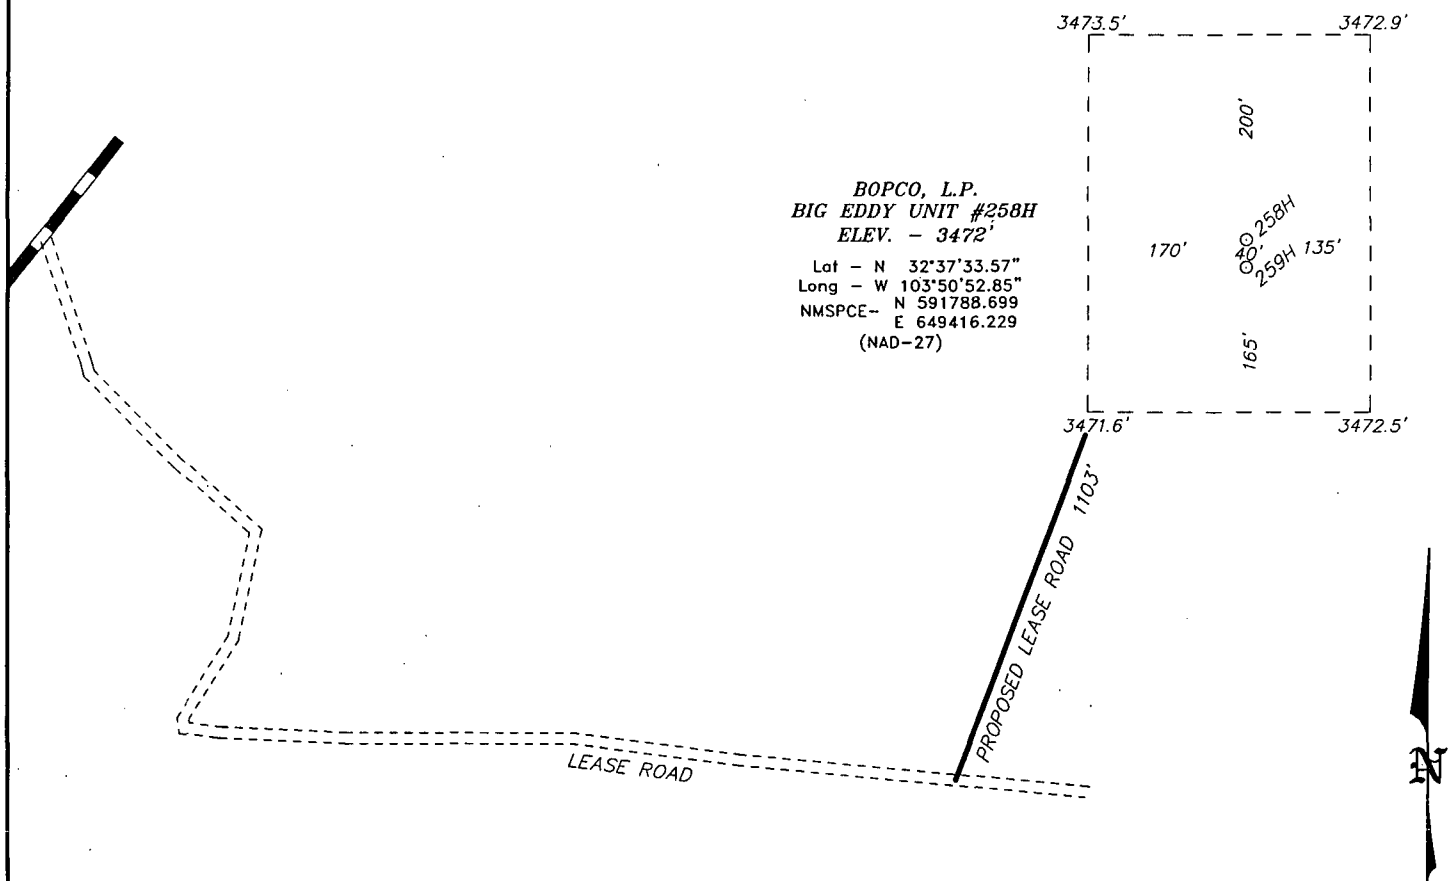 3473.5'
3472.9'
200'
BOPCO, L.P.
BIG EDDY UNIT #258H
ELEV. - 3472'
Lat - N 32°37'33.57"
Long - W 103°50'52.85"
NMSPCE- N 591788.699
E 649416.229
(NAD-27)
258H
170'
40'
135'
259H
165'
3471.6'
3472.5'
PROPOSED LEASE ROAD 1103'
LEASE ROAD
N